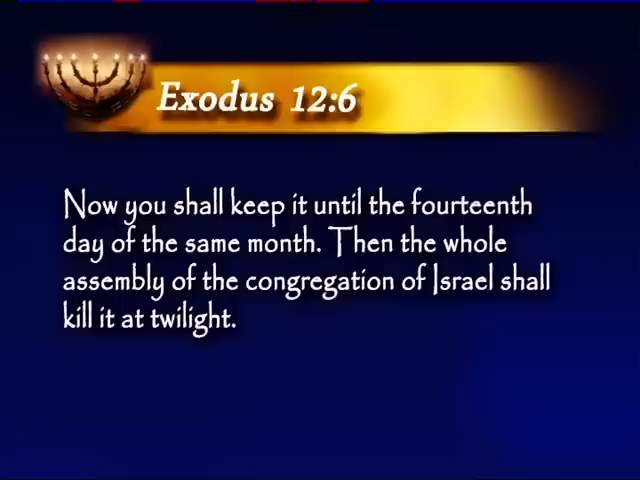 Exodus 12:6
Now you shall keep it until the fourteenth
day of the same month. Then the whole
assembly of the congregation of Israel shall
kill it at twilight.